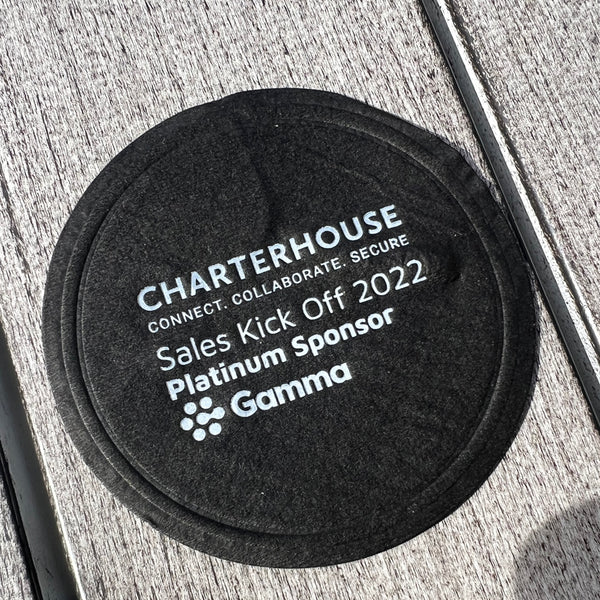 CHARTERHOUSE
CONNECT. COLLABORATE. SECURE
Sales Kick Off 2022
Platinum Sponsor
Gamma